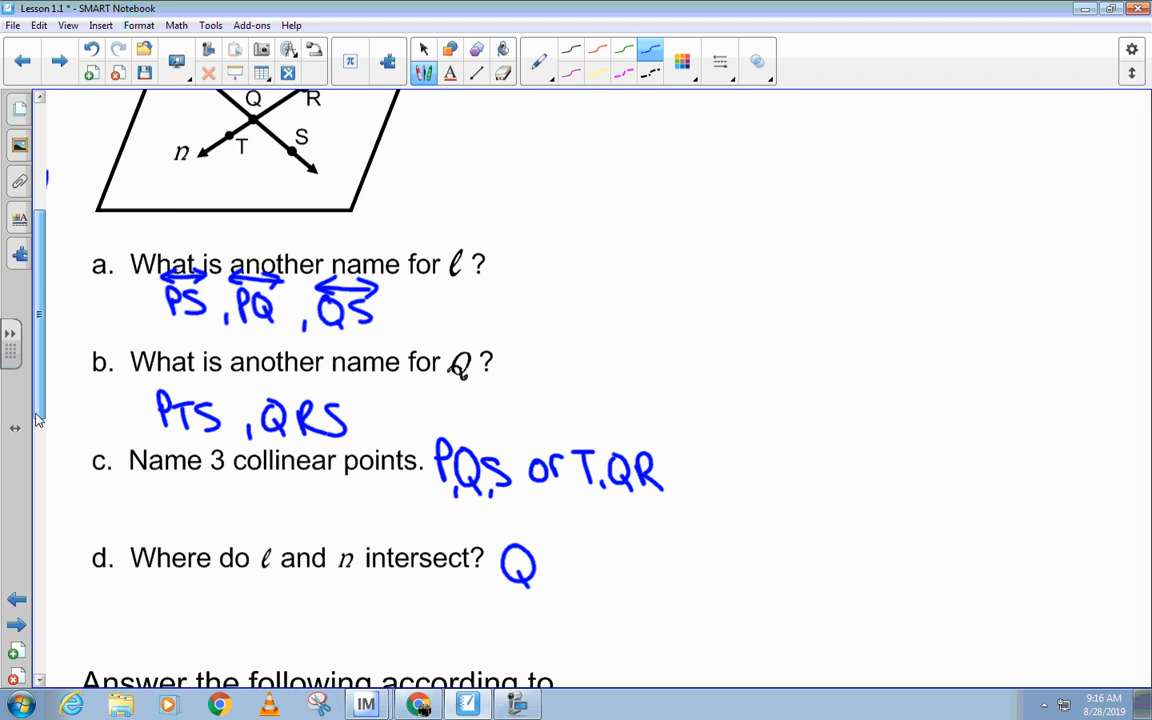 Lesson 1.1 * - SMART Notebook
File Edit View Insert Format Math Tools Add-ons Help
Q R
n T S
a. What is another name for ℓ ?
PS , PQ , QS
b. What is another name for Q ?
PTS , QRS
c. Name 3 collinear points. P,Q,S or T,QR
d. Where do ℓ and n intersect? Q
Answer the following according to
IM
9:16 AM
8/28/2019